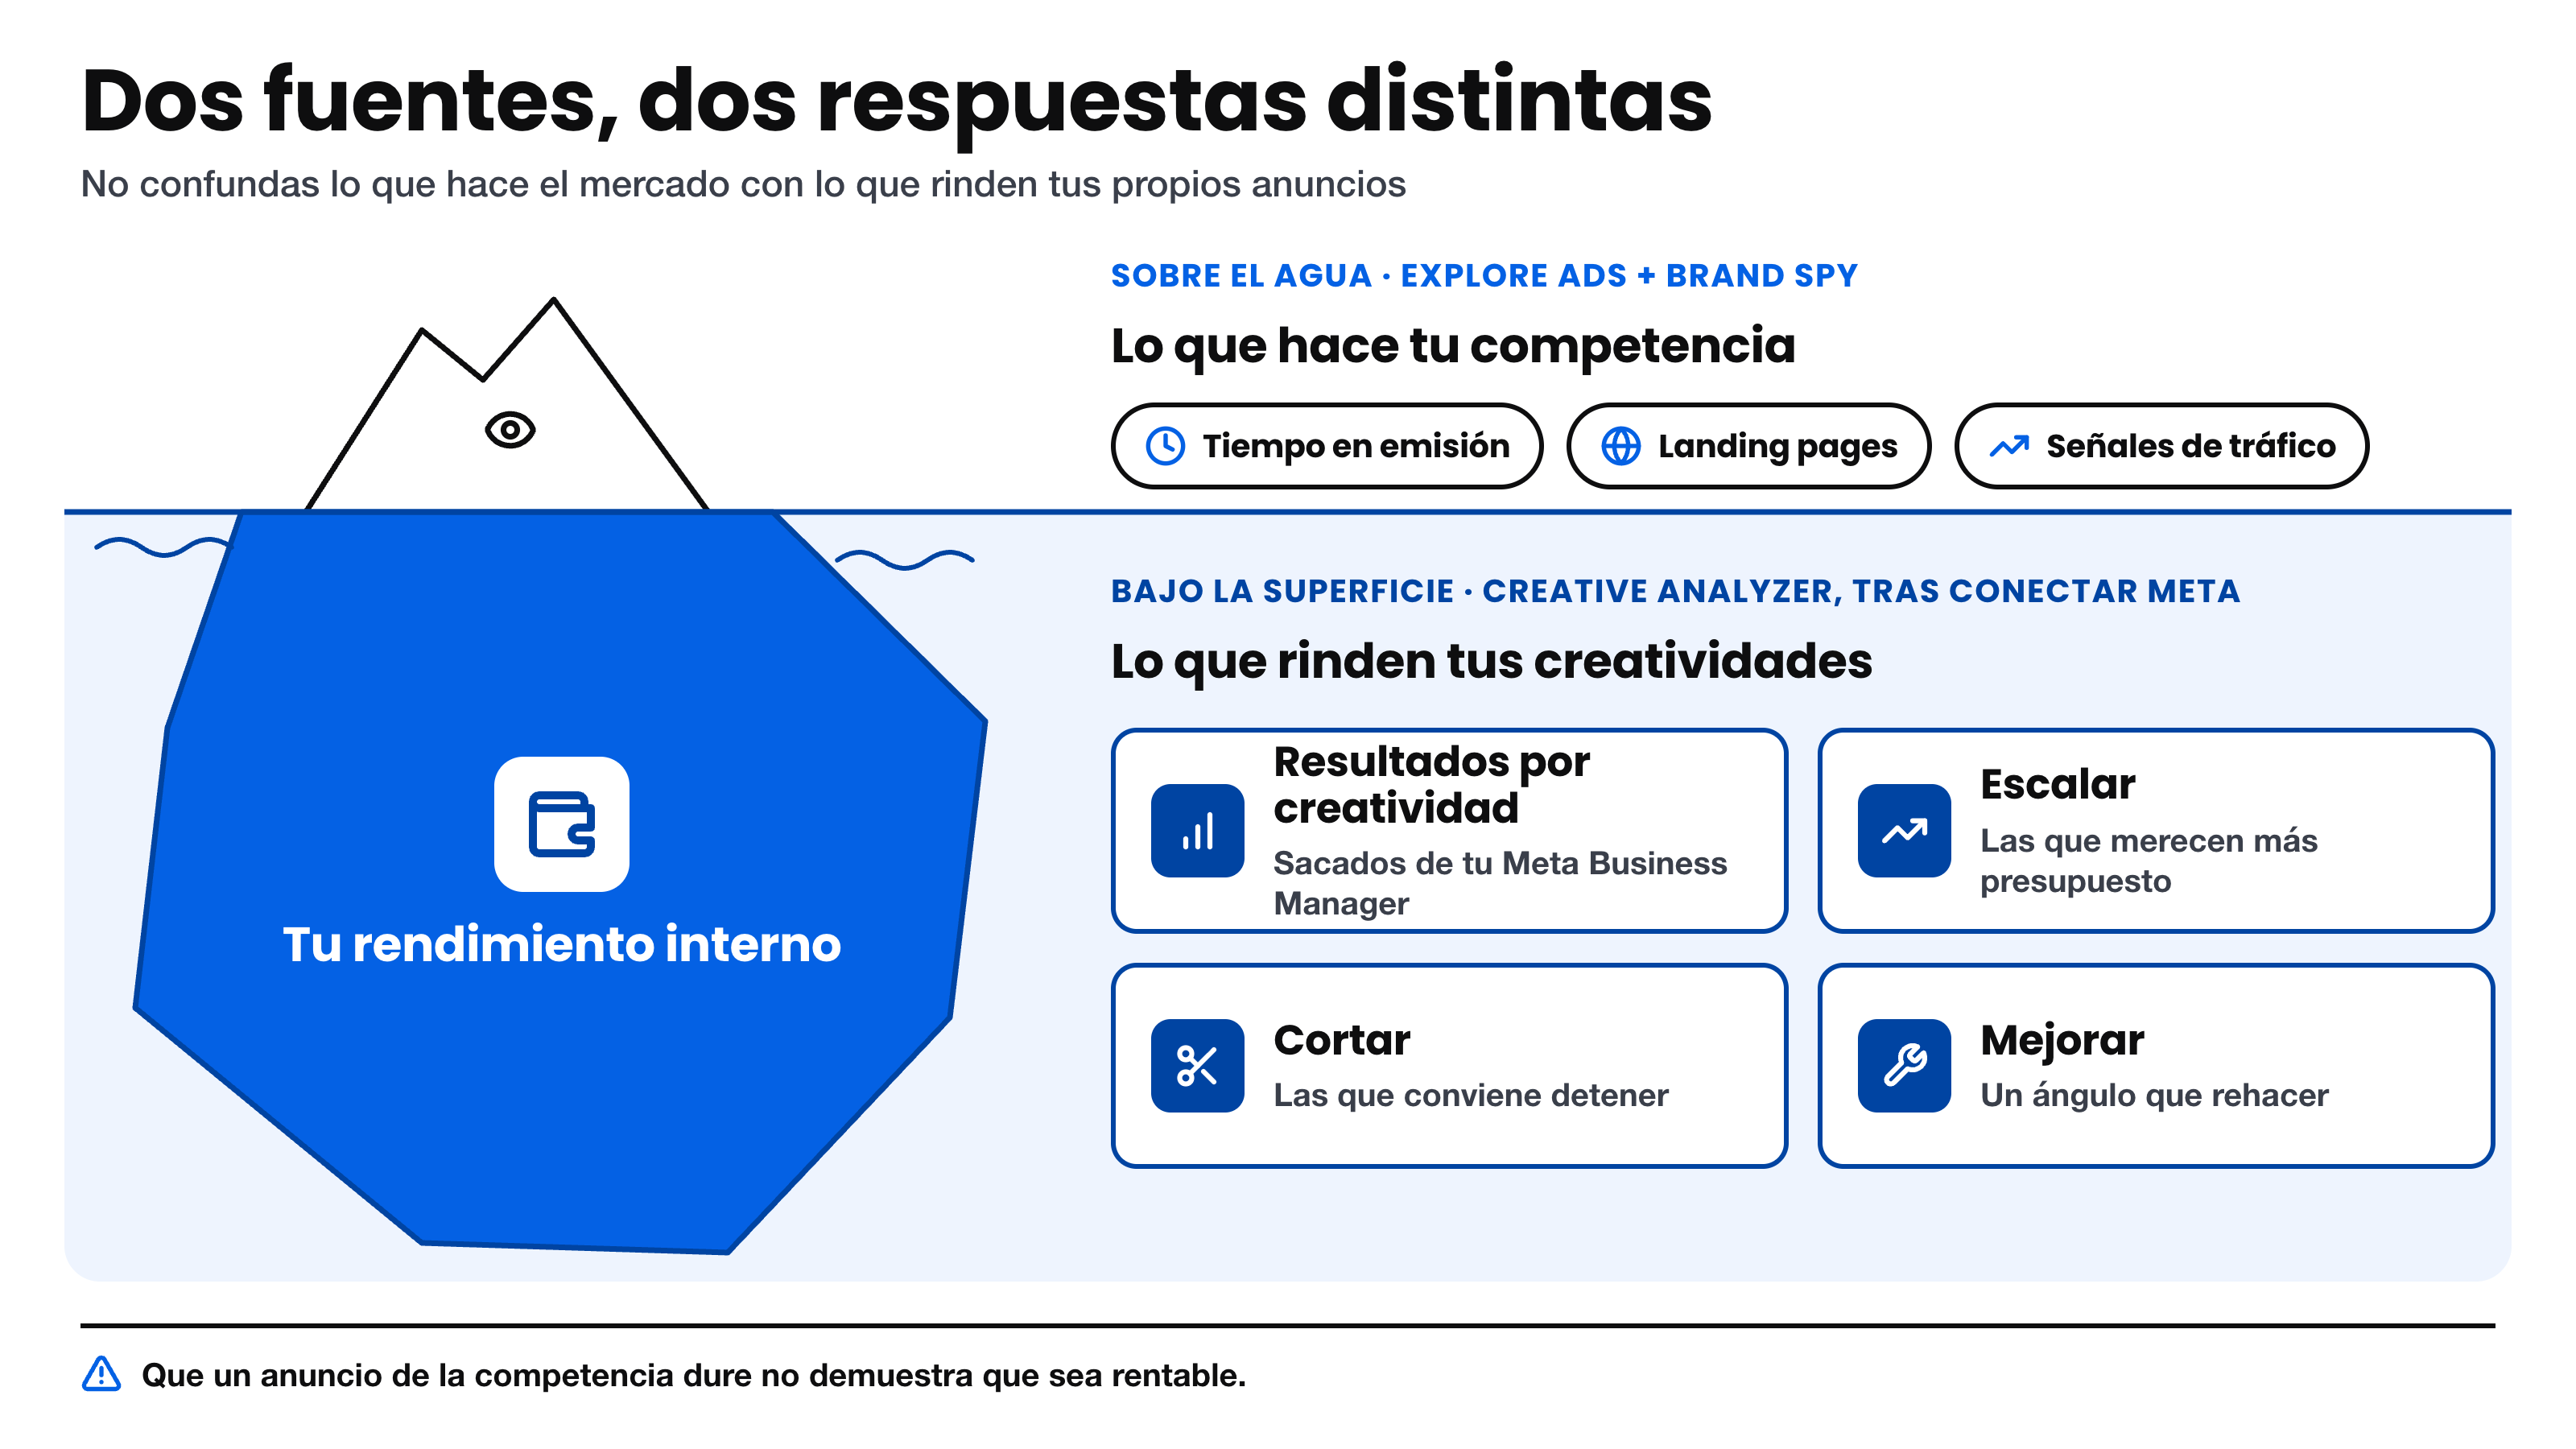 Dos fuentes, dos respuestas distintas
No confundas lo que hace el mercado con lo que rinden tus propios anuncios
SOBRE EL AGUA · EXPLORE ADS + BRAND SPY
Lo que hace tu competencia
Tiempo en emisión
Landing pages
Señales de tráfico
BAJO LA SUPERFICIE · CREATIVE ANALYZER, TRAS CONECTAR META
Lo que rinden tus creatividades
Tu rendimiento interno
Resultados por
creatividad
Sacados de tu Meta Business
Manager
Escalar
Las que merecen más
presupuesto
Cortar
Las que conviene detener
Mejorar
Un ángulo que rehacer
Que un anuncio de la competencia dure no demuestra que sea rentable.